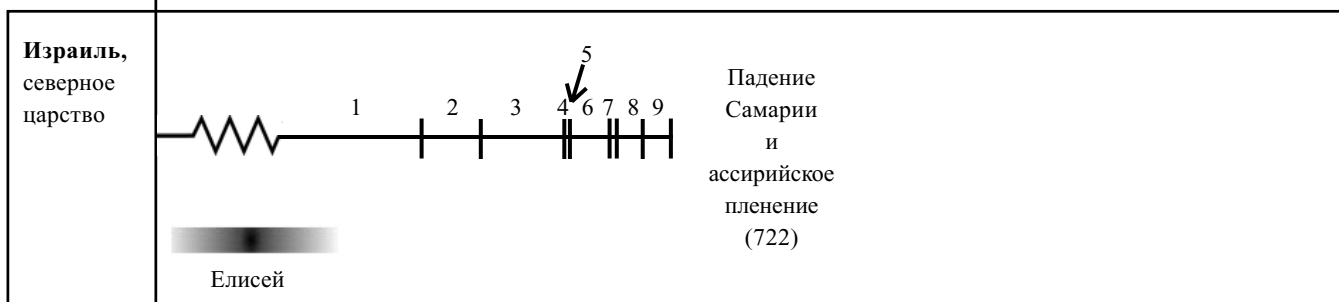 Израиль,
северное
царство
5
1 2 3 4 6 7 8 9
Падение
Самарии
и
ассирийское
пленение
(722)
Елисей